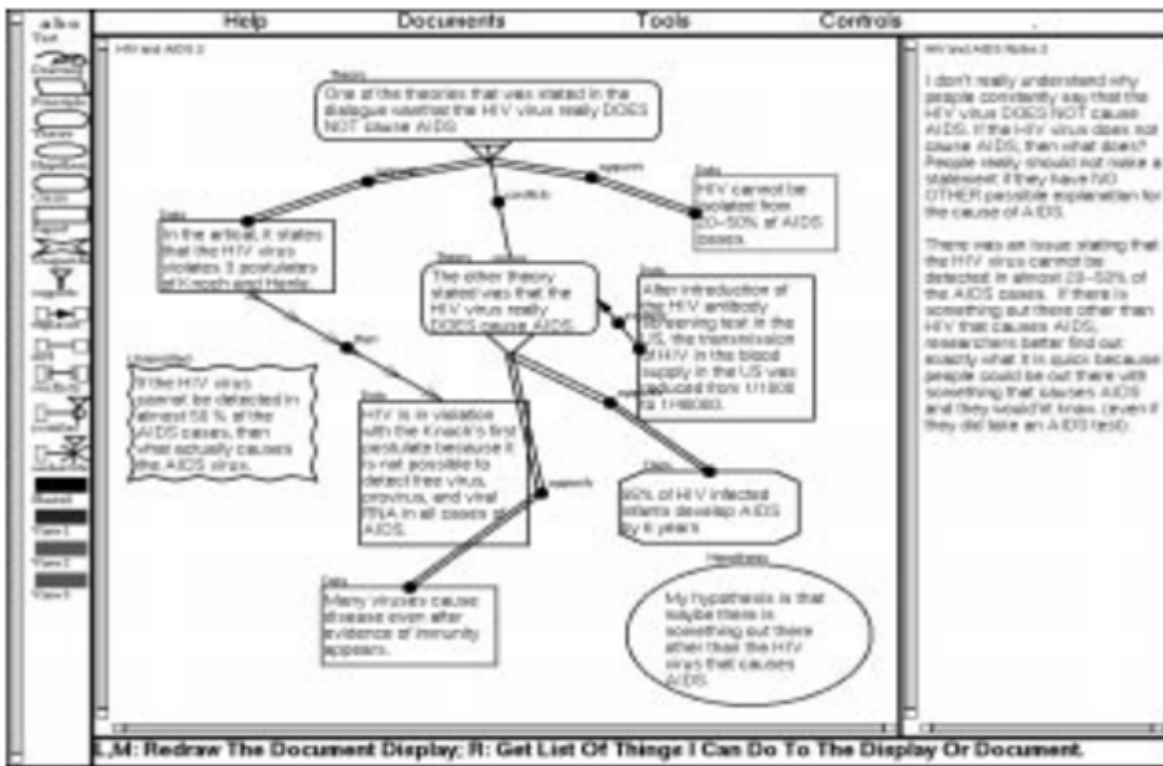 Help Documents Tools Controls
Text
HIV and AIDS 2
Theory
One of the theories that was stated in the
dialogue was that the HIV virus really DOES
NOT cause AIDS
supports
conflicts
Data
HIV cannot be
isolated from
20-50% of AIDS
cases.
Data
In the artical, it states
that the HIV virus
violates 3 postulates
of Knoch and Henle.
Theory
The other theory
stated was that the
HIV virus really
DOES cause AIDS.
Data
After introduction of
the HIV antibody
screening test in the
US, the transmission
of HIV in the blood
supply in the US was
reduced from
then
Unspecified
If the HIV virus
cannot be detected in
almost 50 % of the
AIDS cases, then
what actually causes
the AIDS virus.
Data
HIV is in violation
with the Knoch's first
postulate because it
is not possible to
detect free virus,
provirus, and viral
RNA in all cases of
AIDS.
supports
supports
Claim
of HIV infected
infants develop AIDS
by 6 years
Data
Many viruses cause
disease even after
evidence of immunity
appears.
Hypothesis
My hypothesis is that
maybe there is
something out there
other than the HIV
virus that causes
AIDS.
Shared
View 1
View 2
View 3
HIV and AIDS Notes 2
I don't really understand why
people constantly say that the
HIV virus DOES NOT cause
AIDS. If the HIV virus does not
cause AIDS, then what does?
People really should not make a
statement if they have NO
OTHER possible explanation for
the cause of AIDS.
There was an issue stating that
the HIV virus cannot be
detected in almost 20-50% of
the AIDS cases. If there is
something out there other than
HIV that causes AIDS,
researchers better find out
exactly what it is quick because
people could be out there with
something that causes AIDS
and they would'nt know (even if
they did take an AIDS test).
L,M: Redraw The Document Display; R: Get List Of Things I Can Do To The Display Or Document.